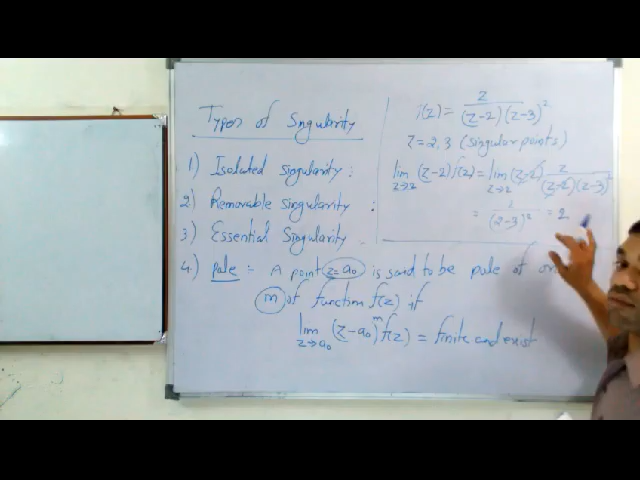 Types of Singularity
1) Isolated Singularity :
2) Removable Singularity :
3) Essential Singularity
4) Pole :- A point z=a₀ is said to be pole of
m of function f(z) if
lim z→a₀ (z-a₀)^m f(z) = finite and exist
f(z) = z / (z-2)(z-3)²
z = 2, 3 (singular points)
lim z→2 (z-2) f(z) = lim z→2 (z-2) z / (z-2)(z-3)²
= 2 / (2-3)² = 2